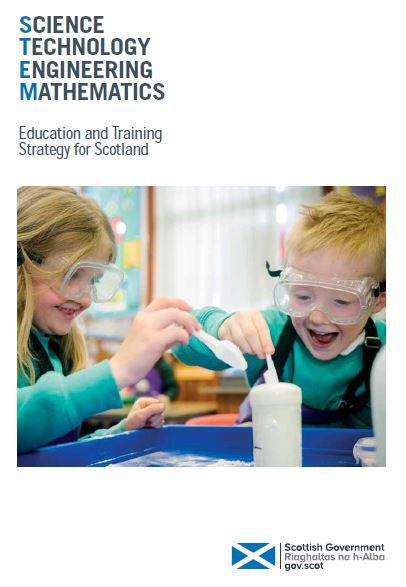 SCIENCE
TECHNOLOGY
ENGINEERING
MATHEMATICS
Education and Training
Strategy for Scotland
Scottish Government
Riaghaltas na h-Alba
gov.scot